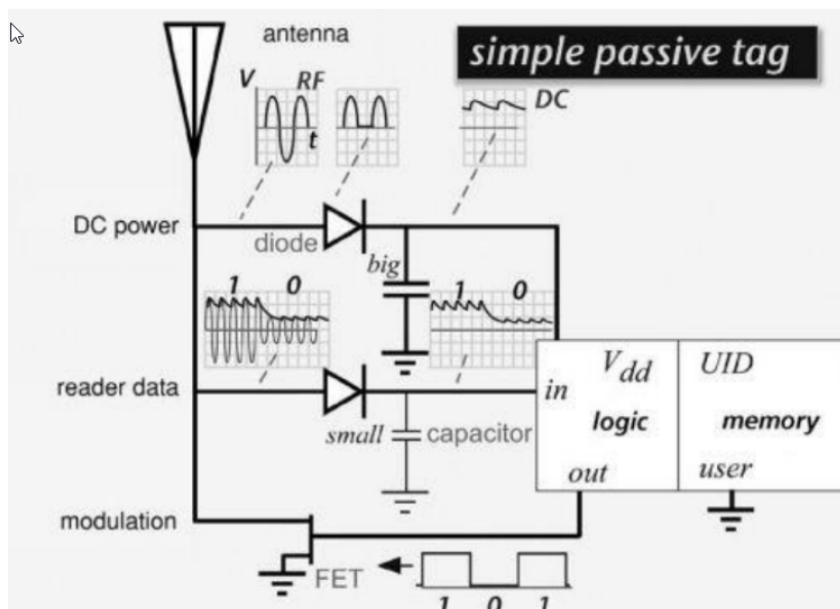 antenna
simple passive tag
V RF
t
DC
DC power
diode
big
1 0
1 0
reader data
small
capacitor
in
V dd
logic
out
UID
memory
user
modulation
FET
1 0 1